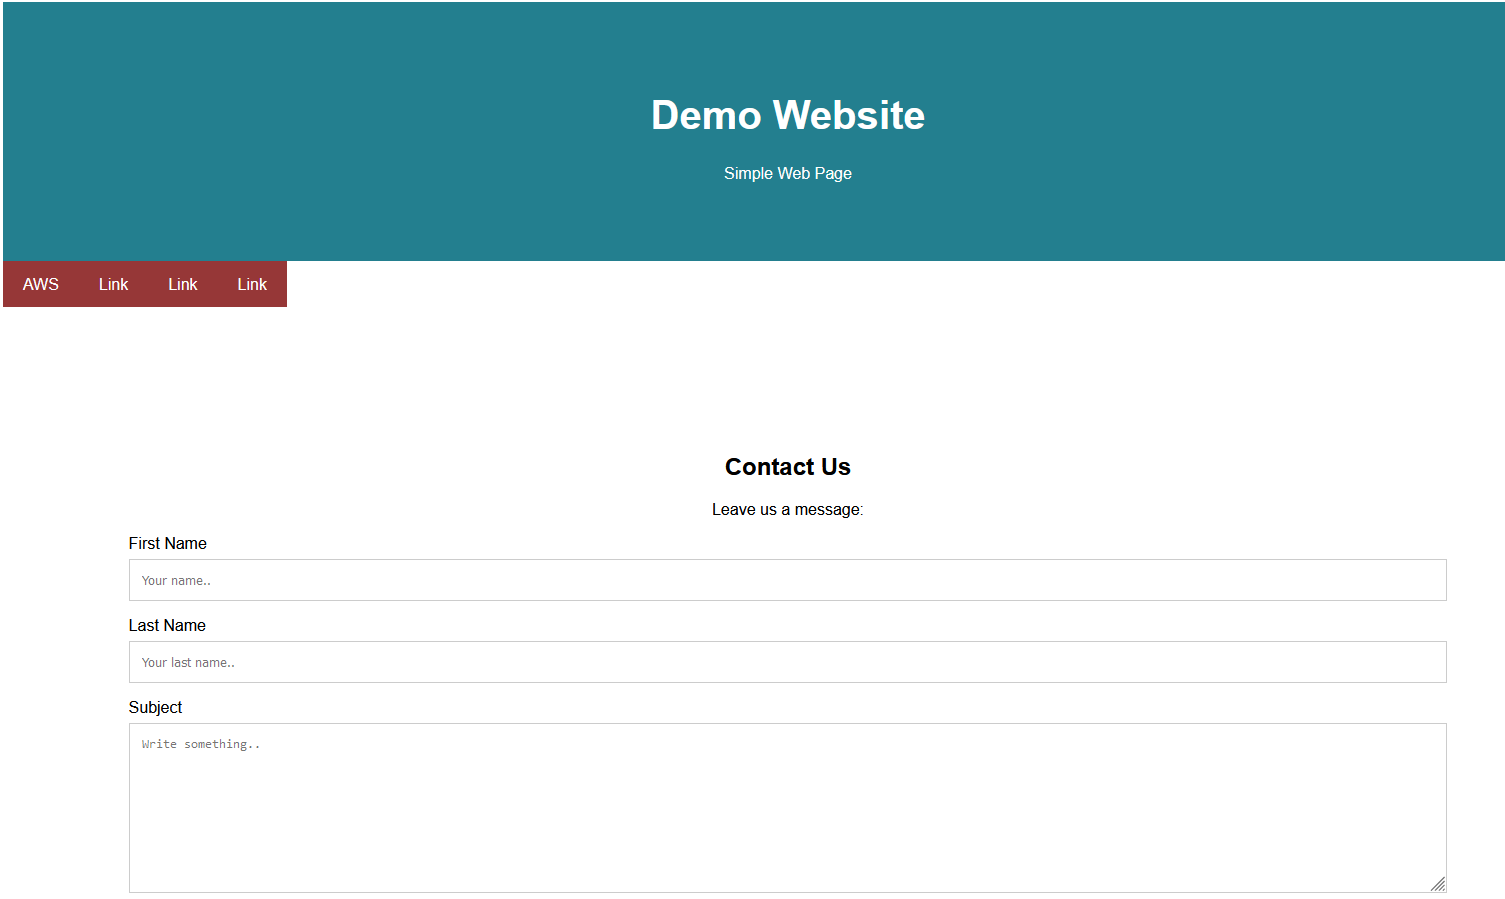 Demo Website
Simple Web Page
AWS Link Link Link
Contact Us
Leave us a message:
First Name
Your name..
Last Name
Your last name..
Subject
Write something..